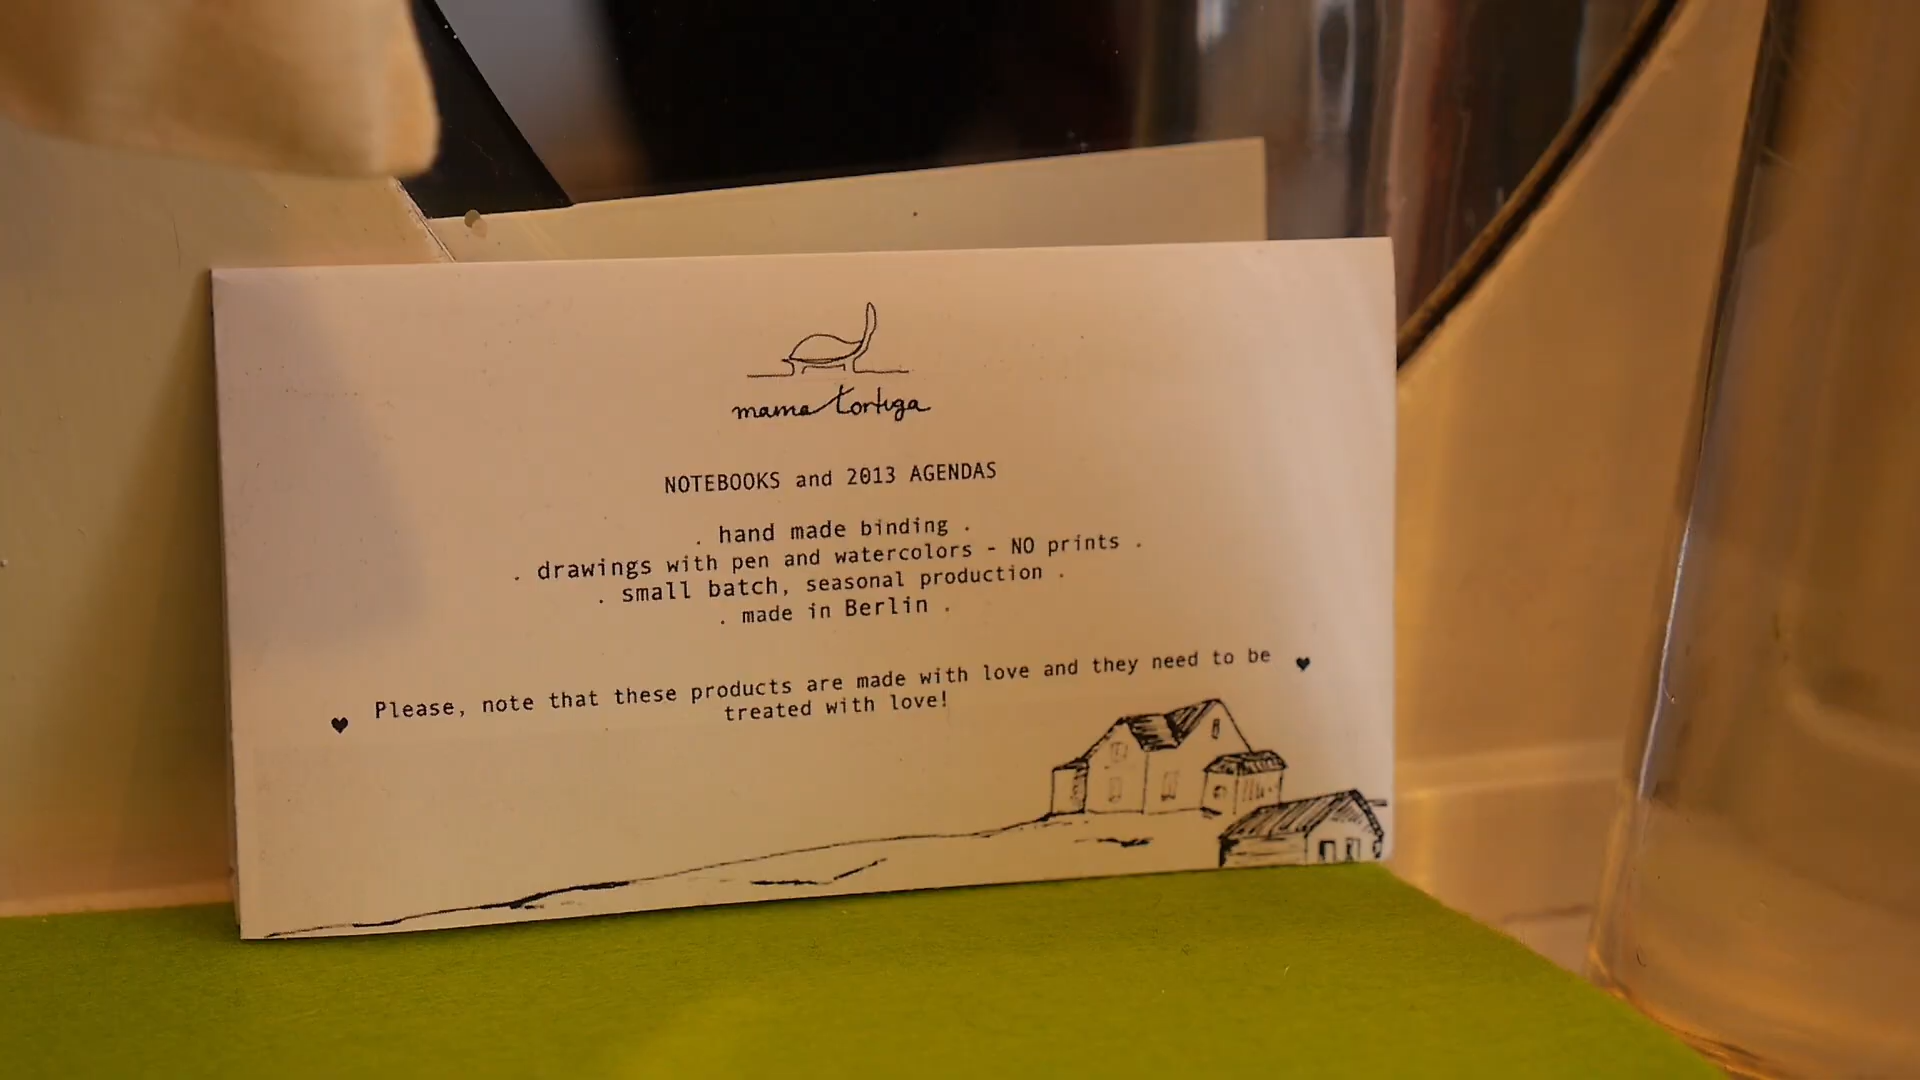 mama tortuga
NOTEBOOKS and 2013 AGENDAS
. hand made binding .
. drawings with pen and watercolors - NO prints .
. small batch, seasonal production .
. made in Berlin .
♥ Please, note that these products are made with love and they need to be ♥
treated with love!